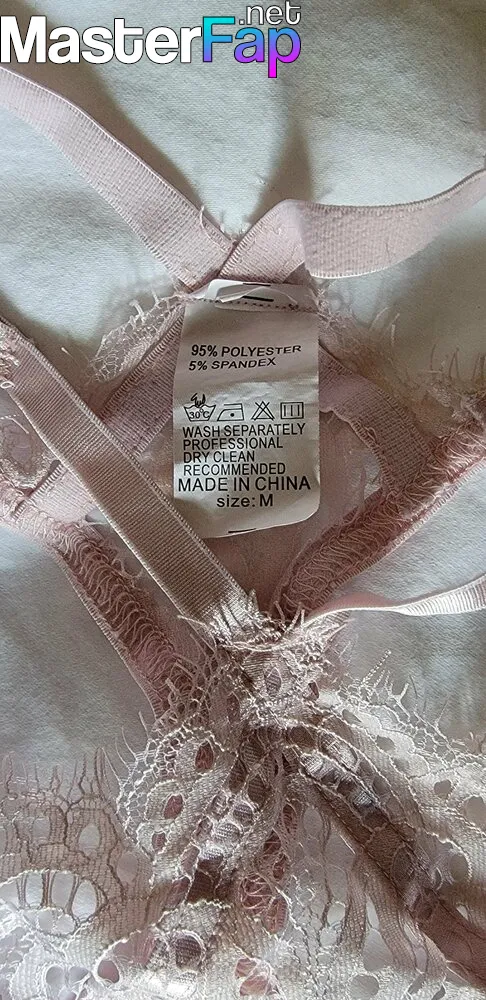 MasterFap.net
95% POLYESTER
5% SPANDEX
30°C
WASH SEPARATELY
PROFESSIONAL
DRY CLEAN
RECOMMENDED
MADE IN CHINA
size: M